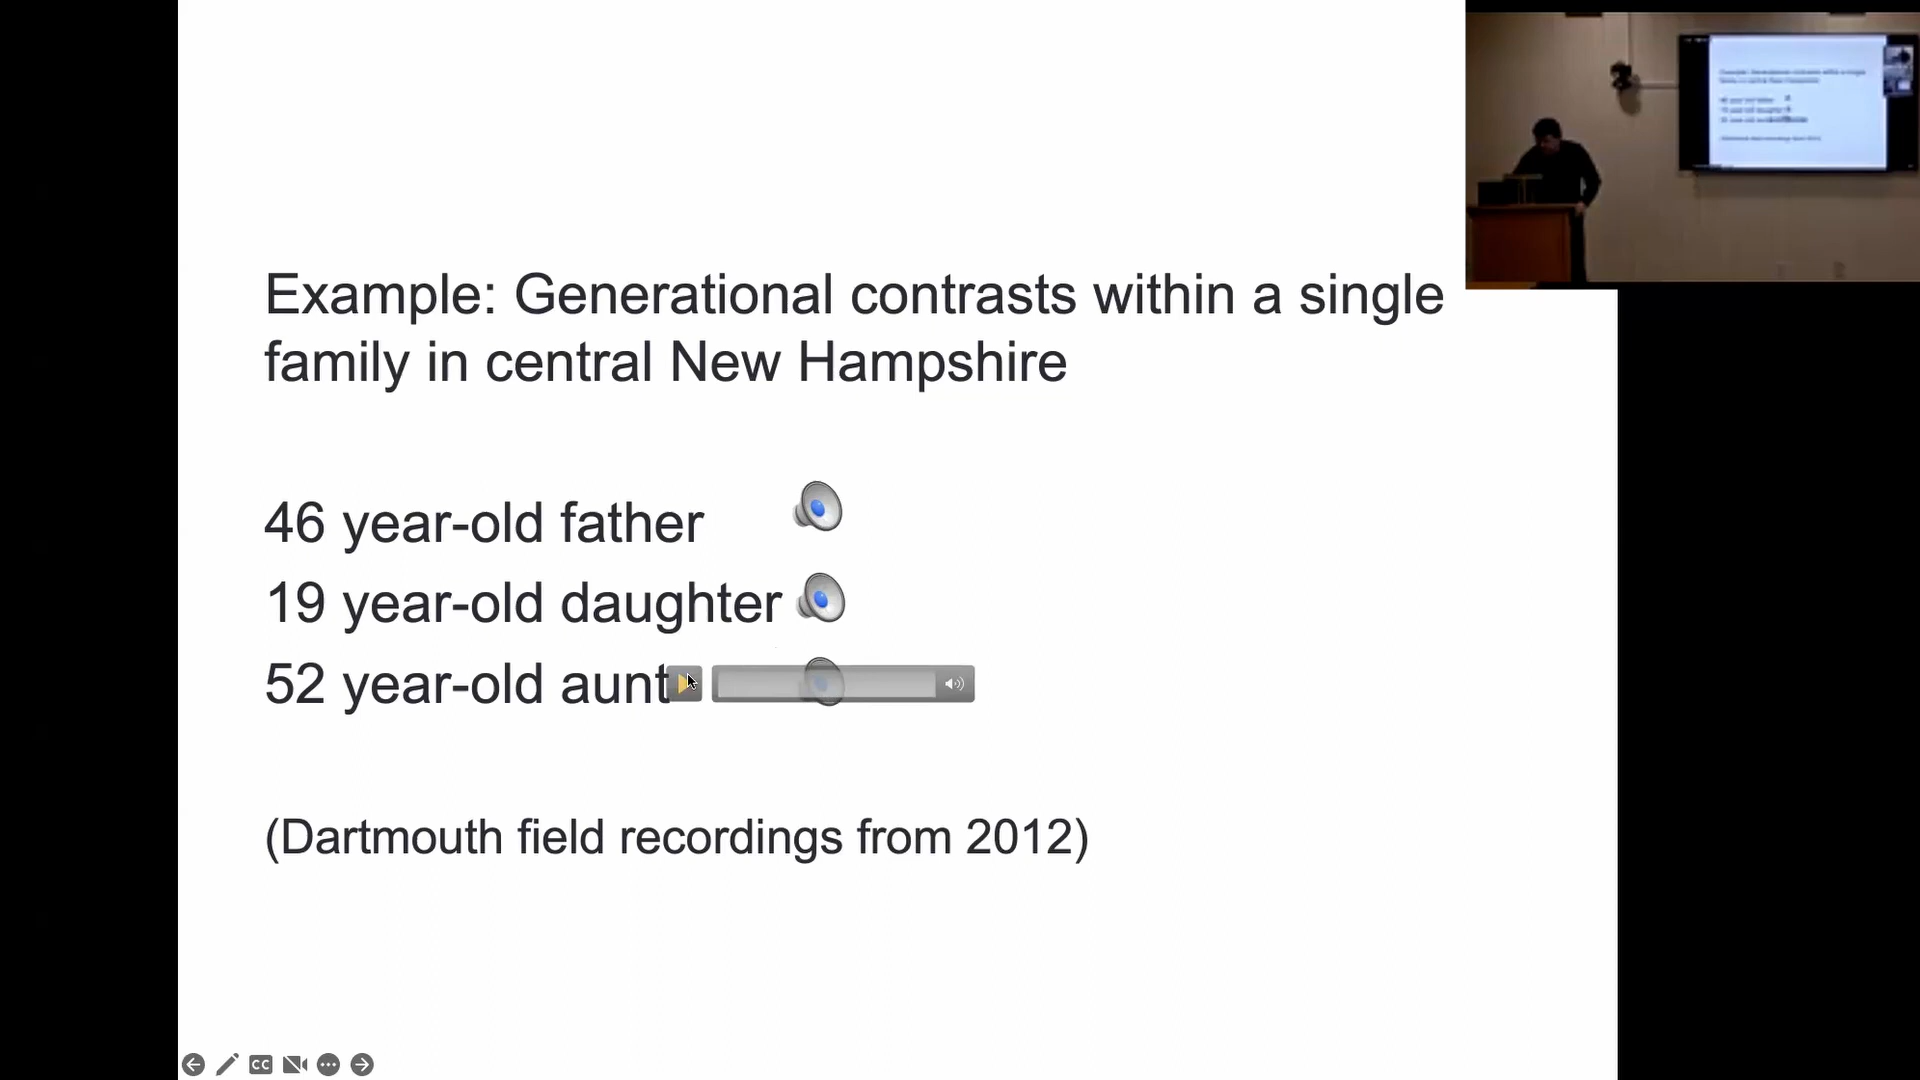 Example: Generational contrasts within a single
family in central New Hampshire
46 year-old father
19 year-old daughter
52 year-old aunt
(Dartmouth field recordings from 2012)
CC